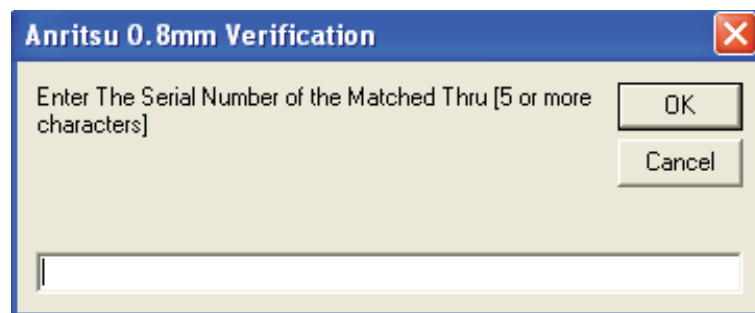 Anritsu 0.8mm Verification
Enter The Serial Number of the Matched Thru [5 or more
characters]
OK
Cancel